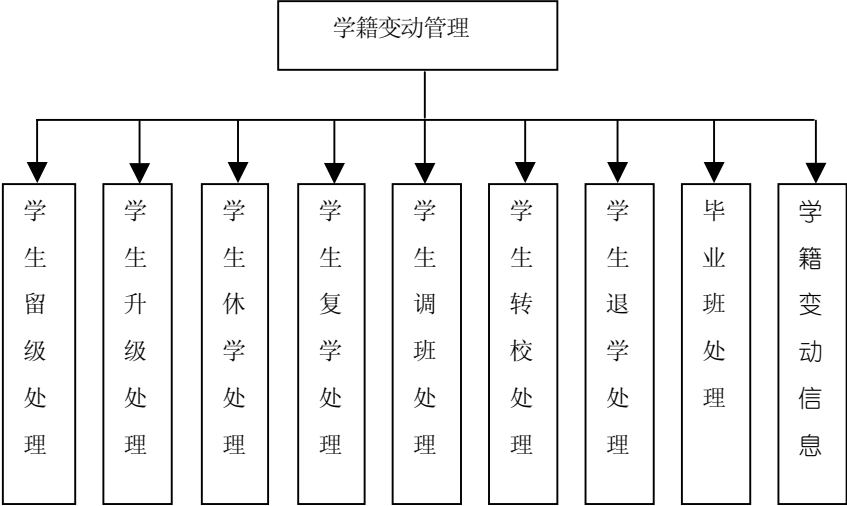 学籍变动管理
学生留级处理
学生升级处理
学生休学处理
学生复学处理
学生调班处理
学生转校处理
学生退学处理
毕业班处理
学籍变动信息